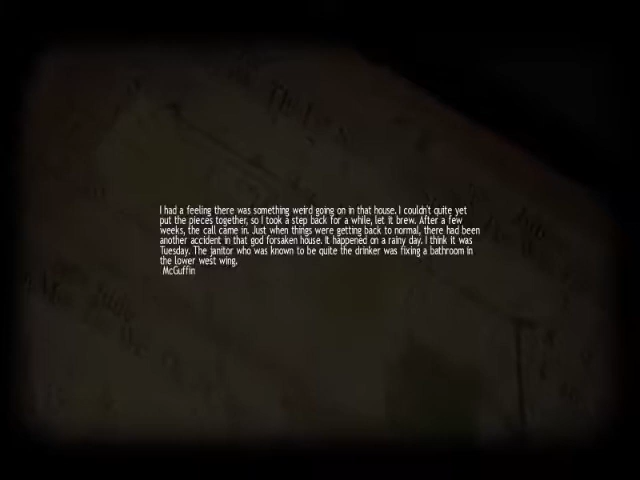 I had a feeling there was something weird going on in that house. I couldn't quite yet
put the pieces together, so I took a step back for a while, let it brew. After a few
weeks, the call came in. Just when things were getting back to normal, there had been
another accident in that god forsaken house. It happened on a rainy day. I think it was
Tuesday. The janitor who was known to be quite the drinker was fixing a bathroom in
the lower west wing.
McGuffin